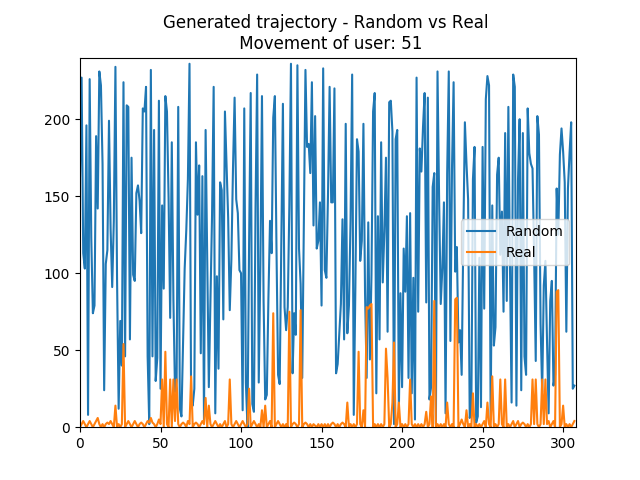 Generated trajectory - Random vs Real
Movement of user: 51
200
150
100
50
0
Random
Real
0 50 100 150 200 250 300